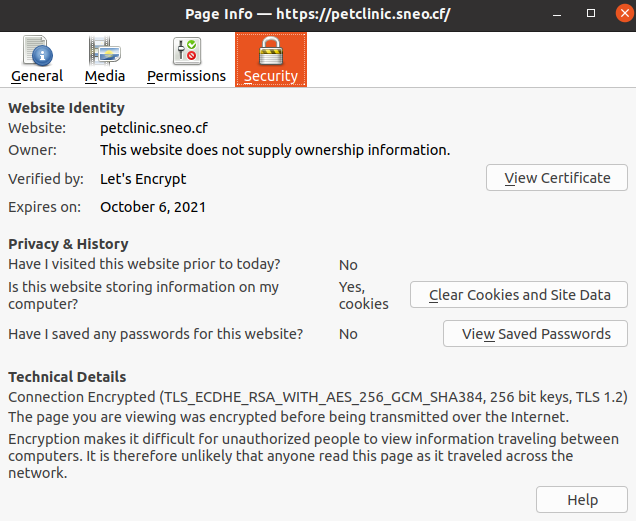 Page Info — https://petclinic.sneo.cf/
General Media Permissions Security
Website Identity
Website: petclinic.sneo.cf
Owner: This website does not supply ownership information.
Verified by: Let's Encrypt View Certificate
Expires on: October 6, 2021
Privacy & History
Have I visited this website prior to today? No
Is this website storing information on my computer? Yes, cookies Clear Cookies and Site Data
Have I saved any passwords for this website? No View Saved Passwords
Technical Details
Connection Encrypted (TLS_ECDHE_RSA_WITH_AES_256_GCM_SHA384, 256 bit keys, TLS 1.2)
The page you are viewing was encrypted before being transmitted over the Internet.
Encryption makes it difficult for unauthorized people to view information traveling between
computers. It is therefore unlikely that anyone read this page as it traveled across the
network.
Help